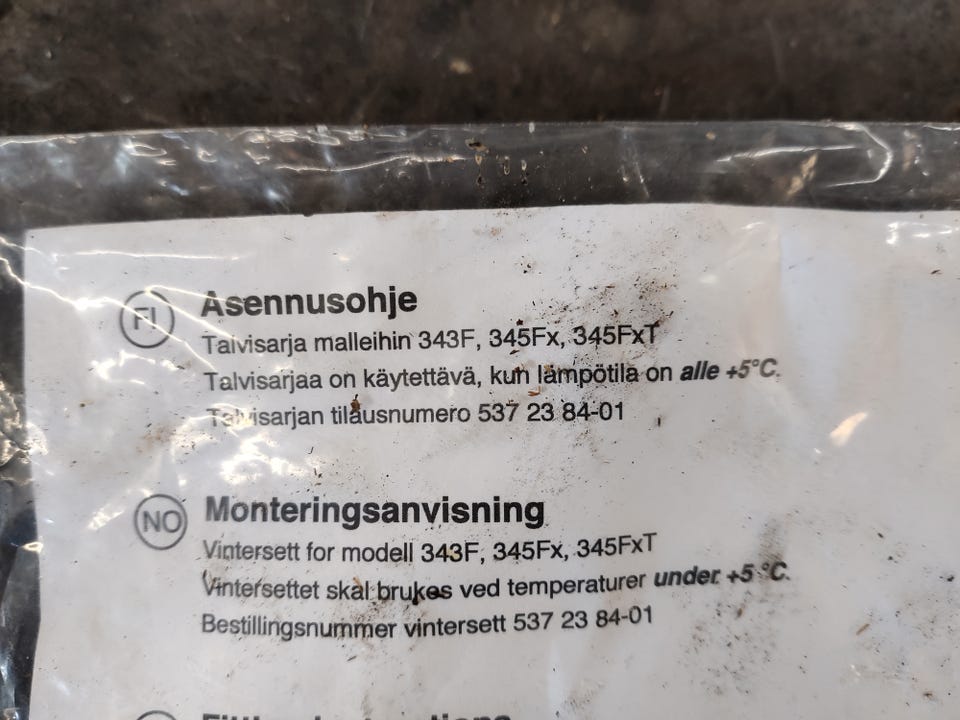 FI Asennusohje
Talvisarja malleihin 343F, 345Fx, 345FxT
Talvisarjaa on käytettävä, kun lämpötila on alle +5°C.
Talvisarjan tilausnumero 537 23 84-01
NO Monteringsanvisning
Vintersett for modell 343F, 345Fx, 345FxT
Vintersettet skal brukes ved temperaturer under +5 °C.
Bestillingsnummer vintersett 537 23 84-01